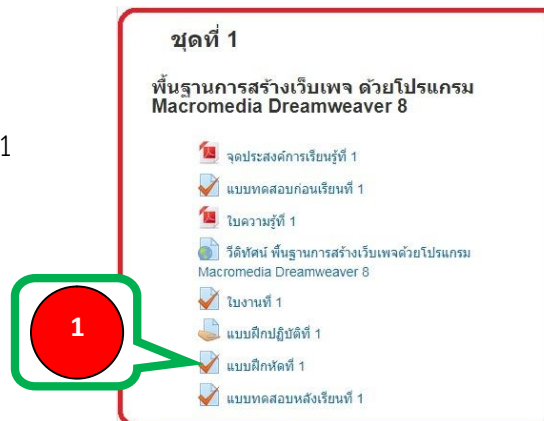 ชุดที่ 1
พื้นฐานการสร้างเว็บเพจ ด้วยโปรแกรม
Macromedia Dreamweaver 8
1
จุดประสงค์การเรียนรู้ที่ 1
แบบทดสอบก่อนเรียนที่ 1
ใบความรู้ที่ 1
วีดิทัศน์ พื้นฐานการสร้างเว็บเพจด้วยโปรแกรม
Macromedia Dreamweaver 8
ใบงานที่ 1
1
แบบฝึกปฏิบัติที่ 1
แบบฝึกหัดที่ 1
แบบทดสอบหลังเรียนที่ 1